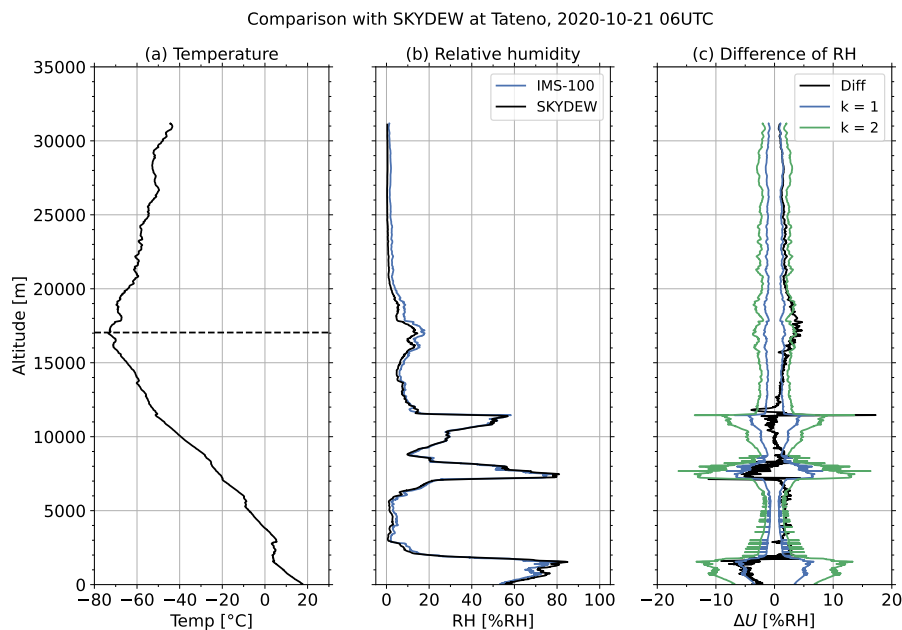 Comparison with SKYDEW at Tateno, 2020-10-21 06UTC
(a) Temperature
(b) Relative humidity
(c) Difference of RH
35000
30000
25000
20000
15000
10000
5000
0
Altitude [m]
−80 −60 −40 −20 0 20
Temp [°C]
IMS-100
SKYDEW
0 20 40 60 80 100
RH [%RH]
Diff
k = 1
k = 2
−20 −10 0 10 20
ΔU [%RH]